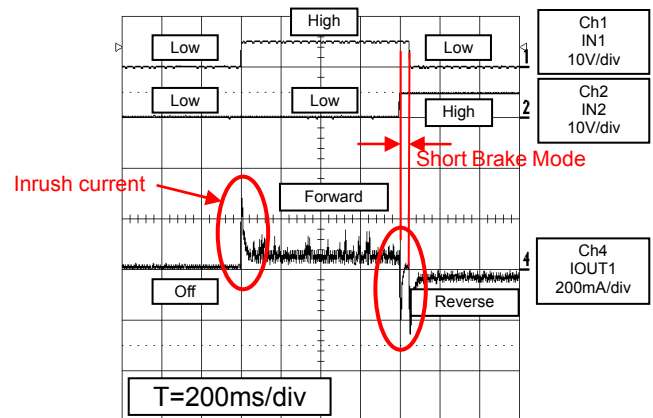 High
Low
Low
1
Ch1
IN1
10V/div
Low
Low
High
2
Ch2
IN2
10V/div
Short Brake Mode
Inrush current
Forward
4
Ch4
IOUT1
200mA/div
Off
Reverse
T=200ms/div